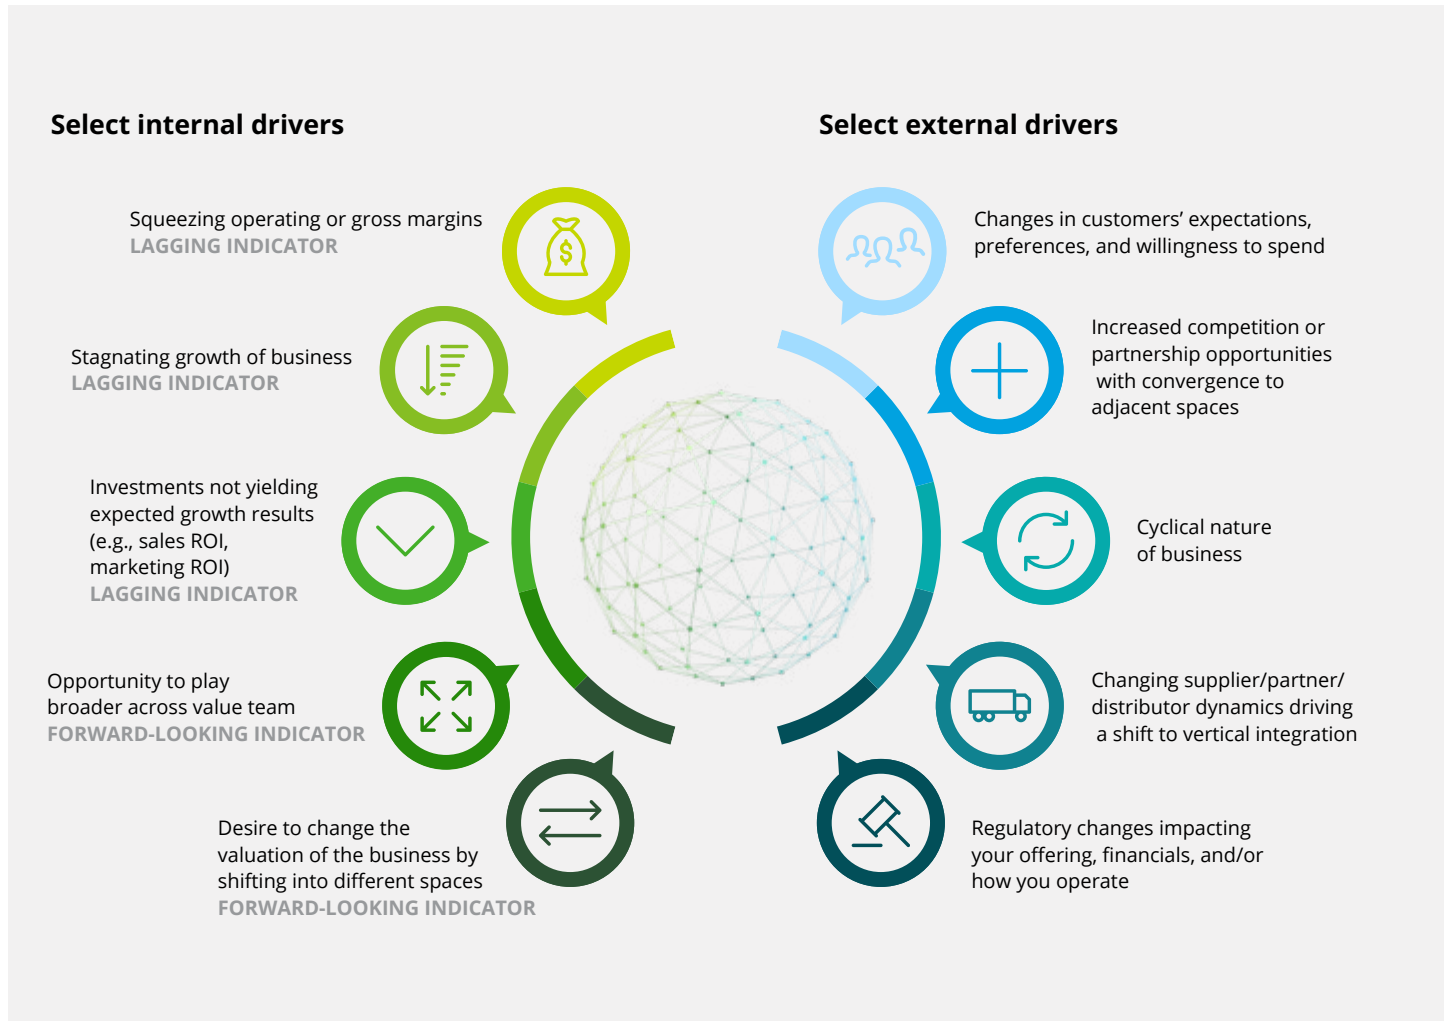 Select internal drivers
Squeezing operating or gross margins
LAGGING INDICATOR
Stagnating growth of business
LAGGING INDICATOR
Investments not yielding
expected growth results
(e.g., sales ROI,
marketing ROI)
LAGGING INDICATOR
Opportunity to play
broader across value team
FORWARD-LOOKING INDICATOR
Desire to change the
valuation of the business by
shifting into different spaces
FORWARD-LOOKING INDICATOR
Select external drivers
Changes in customers’ expectations,
preferences, and willingness to spend
Increased competition or
partnership opportunities
with convergence to
adjacent spaces
Cyclical nature
of business
Changing supplier/partner/
distributor dynamics driving
a shift to vertical integration
Regulatory changes impacting
your offering, financials, and/or
how you operate
$